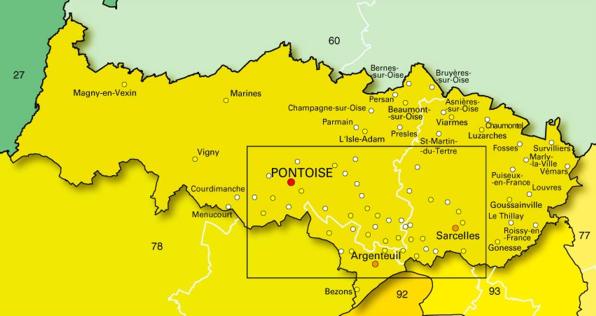 60
27
Bernes-
sur-Oise
Bruyères-
sur-Oise
Magny-en-Vexin
Marines
Persan
Champagne-sur-Oise
Beaumont-
sur-Oise
Asnières-
sur-Oise
Parmain
Viarmes
Chaumontel
L'Isle-Adam
Presles
Luzarches
St-Martin-
du-Tertre
Fosses
Survilliers
Vigny
Marly-
la-Ville
Vémars
PONTOISE
Puiseux-
en-France
Courdimanche
Louvres
Menucourt
Goussainville
Le Thillay
Sarcelles
Roissy-en
-France
77
78
Gonesse
Argenteuil
Bezons
92
93